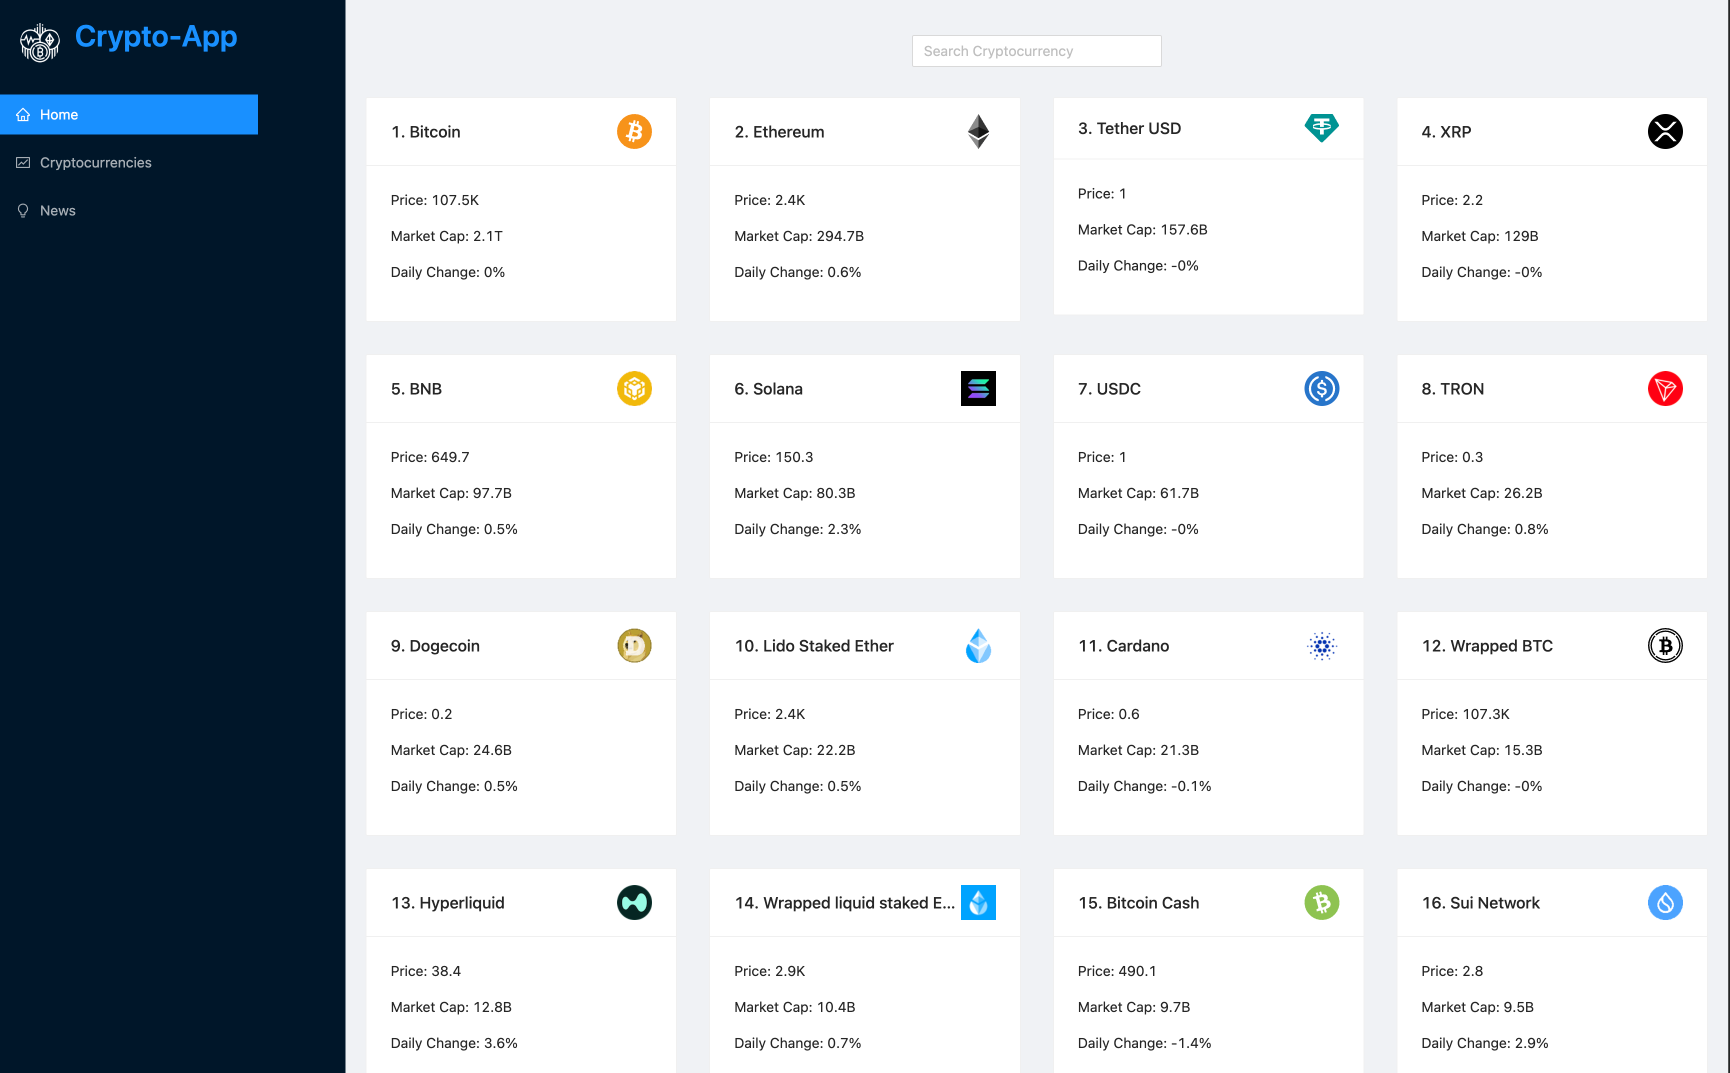 Crypto-App
Home
Cryptocurrencies
News
Search Cryptocurrency
1. Bitcoin
Price: 107.5K
Market Cap: 2.1T
Daily Change: 0%
2. Ethereum
Price: 2.4K
Market Cap: 294.7B
Daily Change: 0.6%
3. Tether USD
Price: 1
Market Cap: 157.6B
Daily Change: -0%
4. XRP
Price: 2.2
Market Cap: 129B
Daily Change: -0%
5. BNB
Price: 649.7
Market Cap: 97.7B
Daily Change: 0.5%
6. Solana
Price: 150.3
Market Cap: 80.3B
Daily Change: 2.3%
7. USDC
Price: 1
Market Cap: 61.7B
Daily Change: -0%
8. TRON
Price: 0.3
Market Cap: 26.2B
Daily Change: 0.8%
9. Dogecoin
Price: 0.2
Market Cap: 24.6B
Daily Change: 0.5%
10. Lido Staked Ether
Price: 2.4K
Market Cap: 22.2B
Daily Change: 0.5%
11. Cardano
Price: 0.6
Market Cap: 21.3B
Daily Change: -0.1%
12. Wrapped BTC
Price: 107.3K
Market Cap: 15.3B
Daily Change: -0%
13. Hyperliquid
Price: 38.4
Market Cap: 12.8B
Daily Change: 3.6%
14. Wrapped liquid staked E...
Price: 2.9K
Market Cap: 10.4B
Daily Change: 0.7%
15. Bitcoin Cash
Price: 490.1
Market Cap: 9.7B
Daily Change: -1.4%
16. Sui Network
Price: 2.8
Market Cap: 9.5B
Daily Change: 2.9%